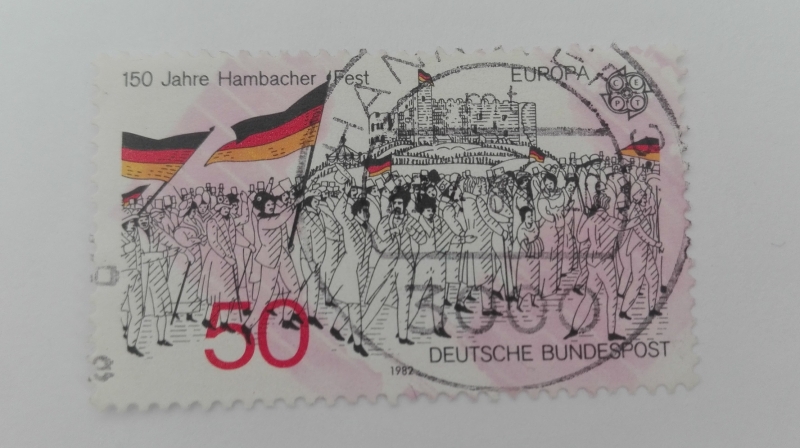 150 Jahre Hambacher Fest
EUROPA
CEPT
50
DEUTSCHE BUNDESPOST
1982